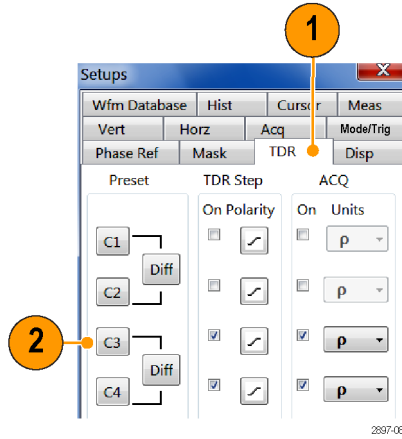 1
Setups
X
Wfm Database Hist Cursor Meas
Vert Horz Acq Mode/Trig
Phase Ref Mask TDR Disp
Preset TDR Step ACQ
On Polarity On Units
C1 ρ
Diff
C2 ρ
2 C3 ρ
Diff
C4 ρ
2897-06